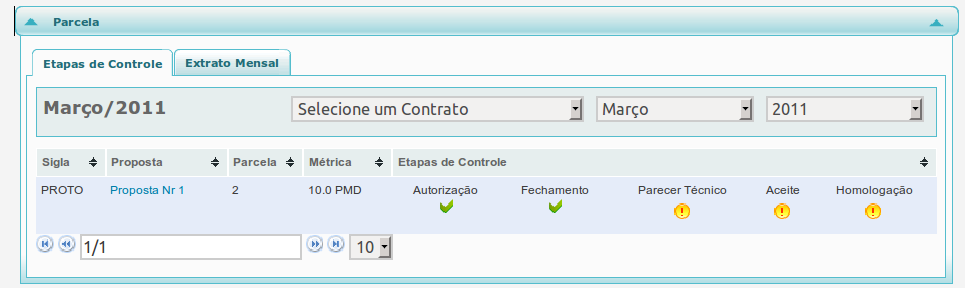 Parcela
Etapas de Controle Extrato Mensal
Março/2011 Selecione um Contrato Março 2011
Sigla Proposta Parcela Métrica Etapas de Controle
PROTO Proposta Nr 1 2 10.0 PMD Autorização Fechamento Parecer Técnico Aceite Homologação
1/1 10